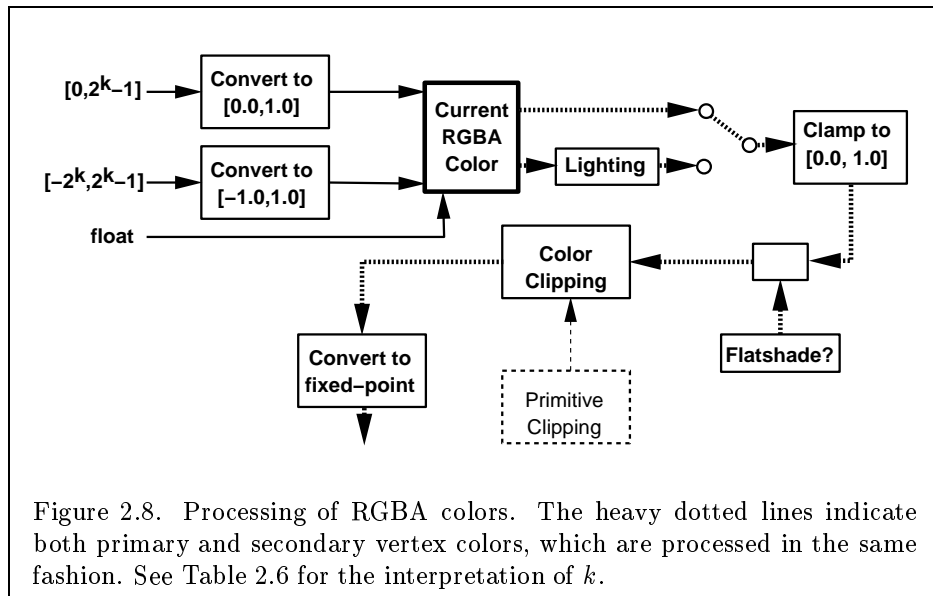 [0,2k−1]
Convert to
[0.0,1.0]
Current
RGBA
Color
Lighting
Clamp to
[0.0, 1.0]
[−2k,2k−1]
Convert to
[−1.0,1.0]
float
Color
Clipping
Flatshade?
Convert to
fixed−point
Primitive
Clipping
Figure 2.8. Processing of RGBA colors. The heavy dotted lines indicate
both primary and secondary vertex colors, which are processed in the same
fashion. See Table 2.6 for the interpretation of k.